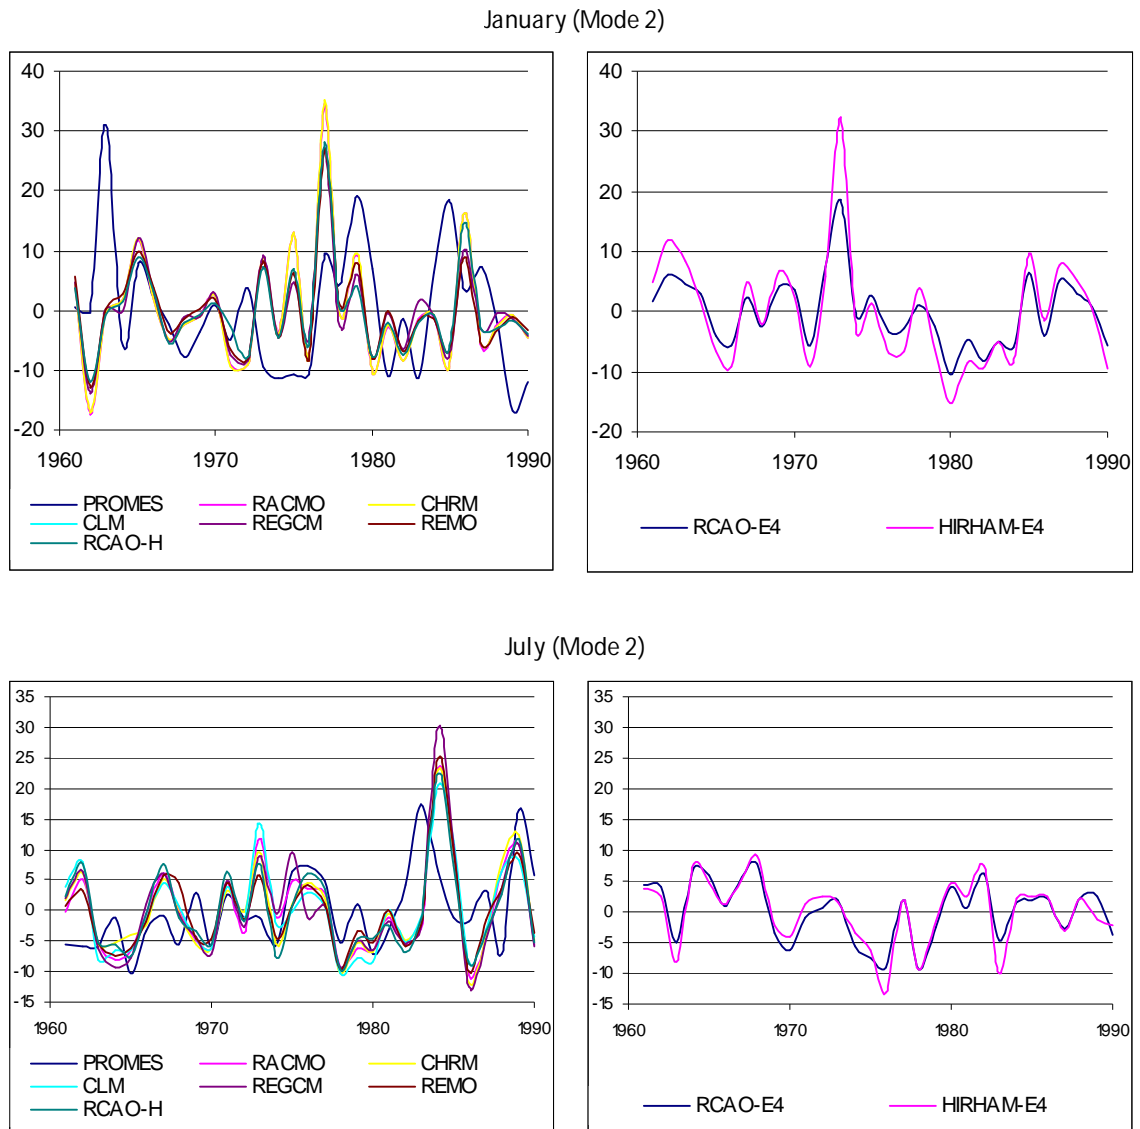 January (Mode 2)
40
30
20
10
0
-10
-20
1960 1970 1980 1990
PROMES RACMO CHRM
CLM REGCM REMO
RCAO-H
40
30
20
10
0
-10
-20
1960 1970 1980 1990
RCAO-E4 HIRHAM-E4
July (Mode 2)
35
30
25
20
15
10
5
0
-5
-10
-15
1960 1970 1980 1990
PROMES RACMO CHRM
CLM REGCM REMO
RCAO-H
35
30
25
20
15
10
5
0
-5
-10
-15
1960 1970 1980 1990
RCAO-E4 HIRHAM-E4